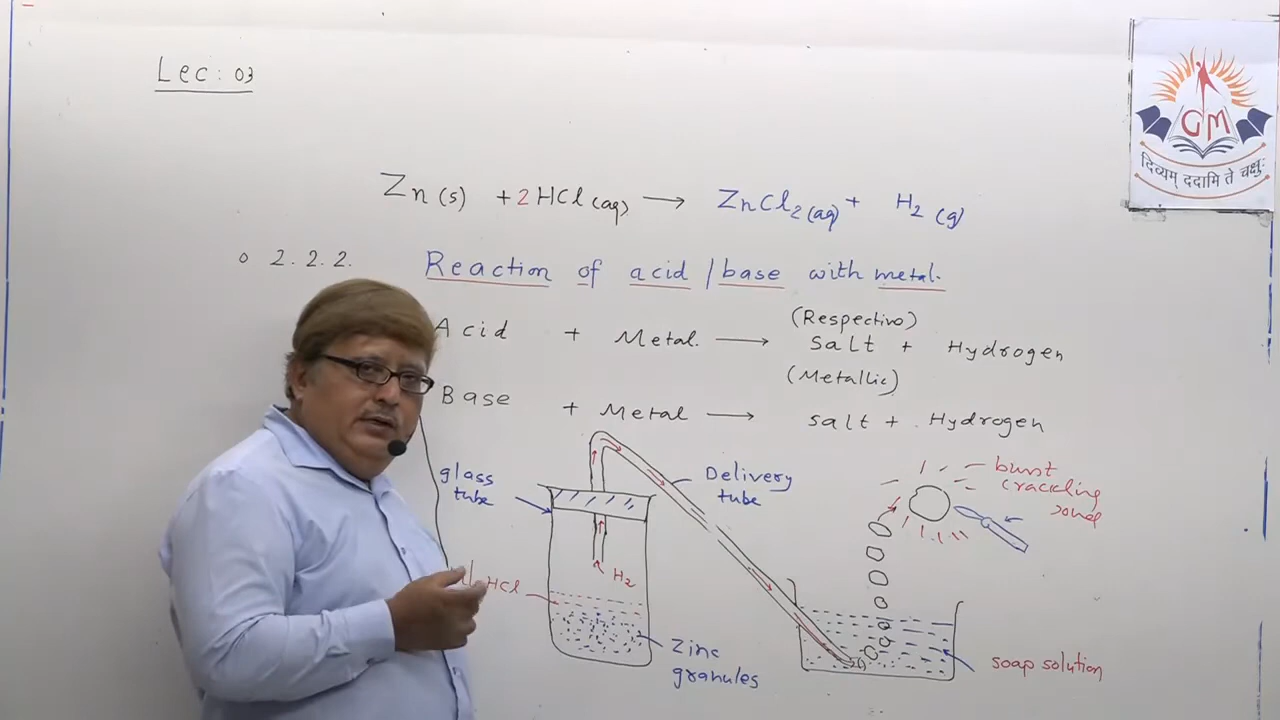 Lec: 03
GM
दिव्यम् ददामि ते चक्षुः
Zn(s) + 2HCl(aq) → ZnCl2(aq) + H2(g)
2.2.2. Reaction of acid / base with metal.
(Respectivo)
Acid + Metal. → Salt + Hydrogen
(Metallic)
Base + Metal → salt + Hydrogen
glass
tube
Delivery
tube
burst
crackling
HCl
H2
Zinc
granules
soap solution